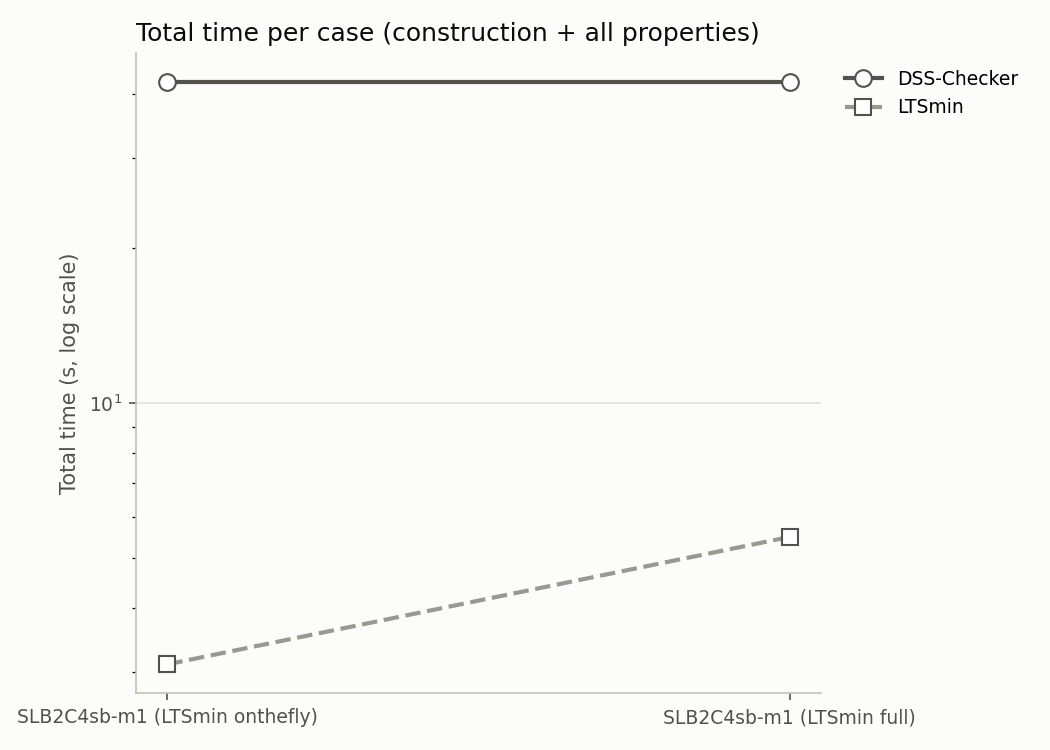 Total time per case (construction + all properties)
DSS-Checker
LTSmin
Total time (s, log scale)
10¹
SLB2C4sb-m1 (LTSmin onthefly)
SLB2C4sb-m1 (LTSmin full)